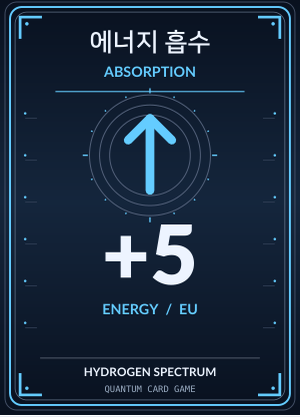 에너지 흡수
ABSORPTION
+5
ENERGY / EU
HYDROGEN SPECTRUM
QUANTUM CARD GAME